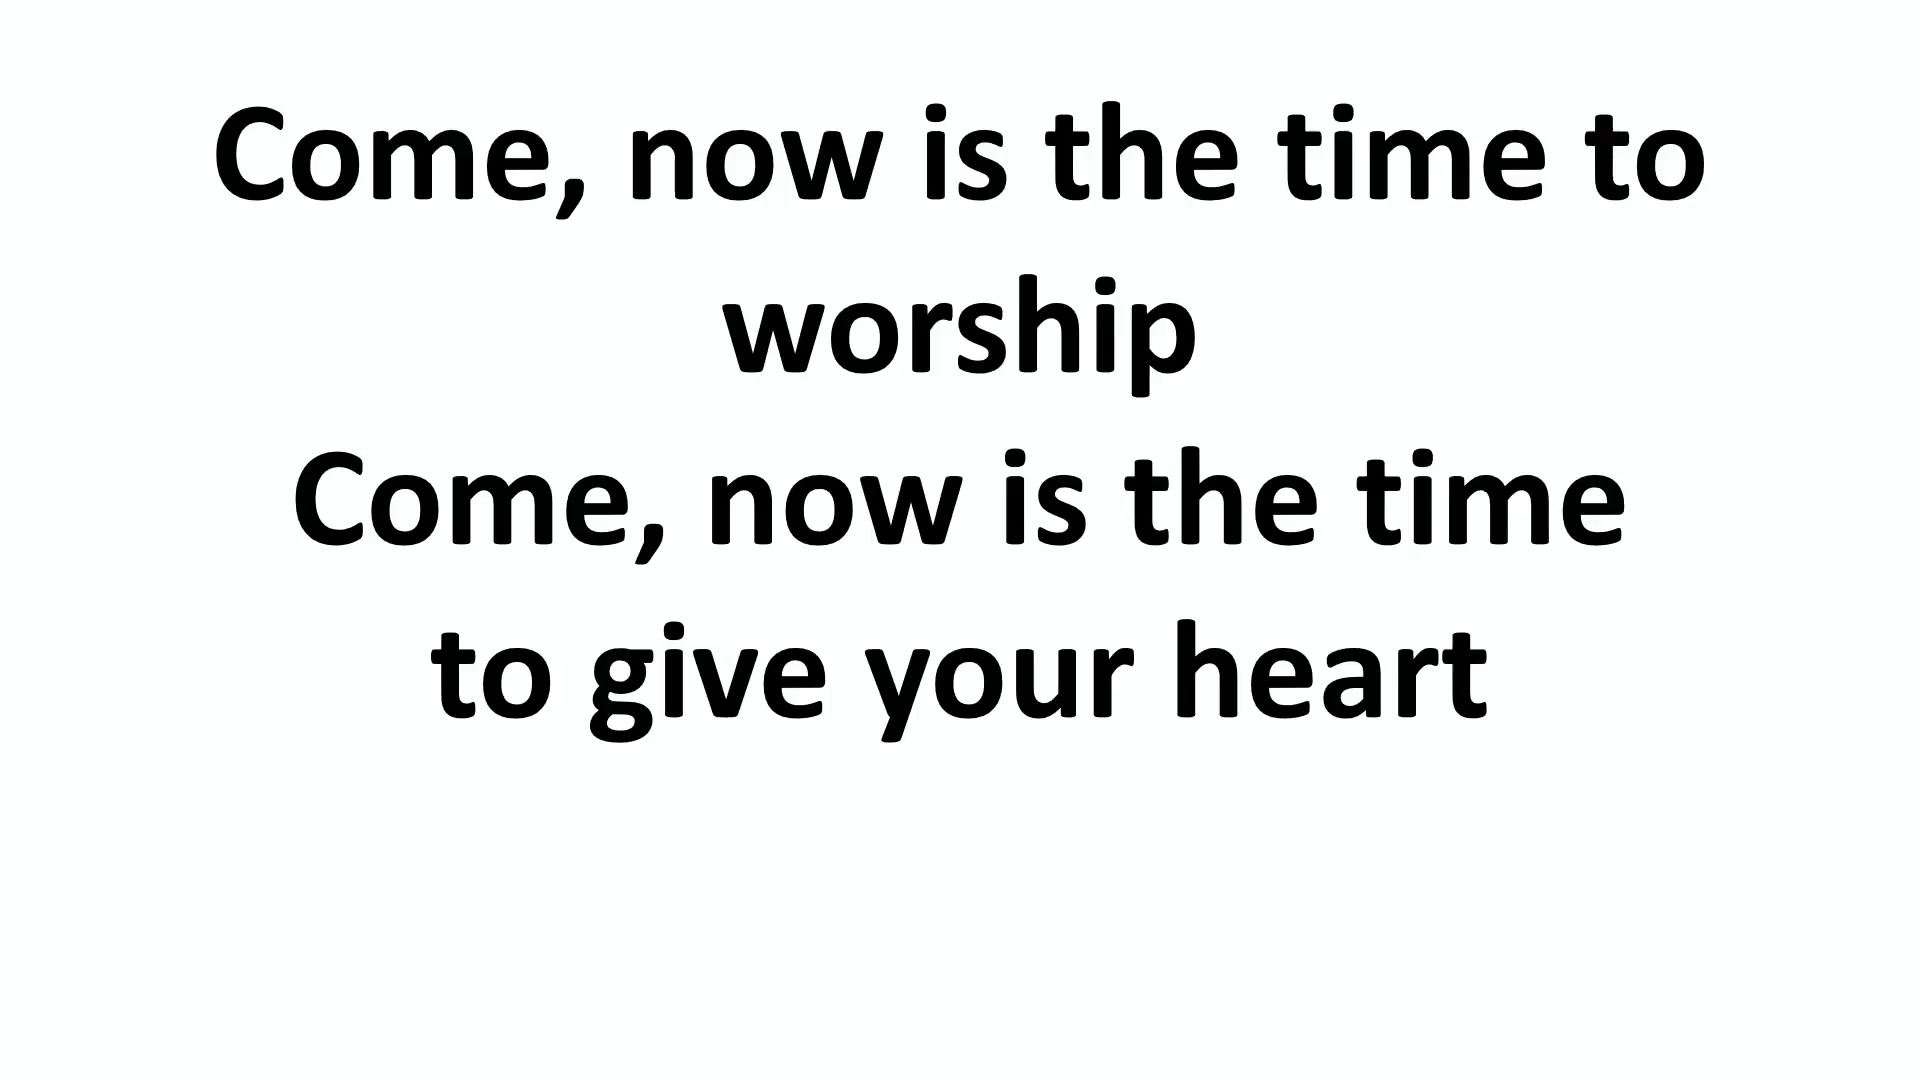 Come, now is the time to
worship
Come, now is the time
to give your heart